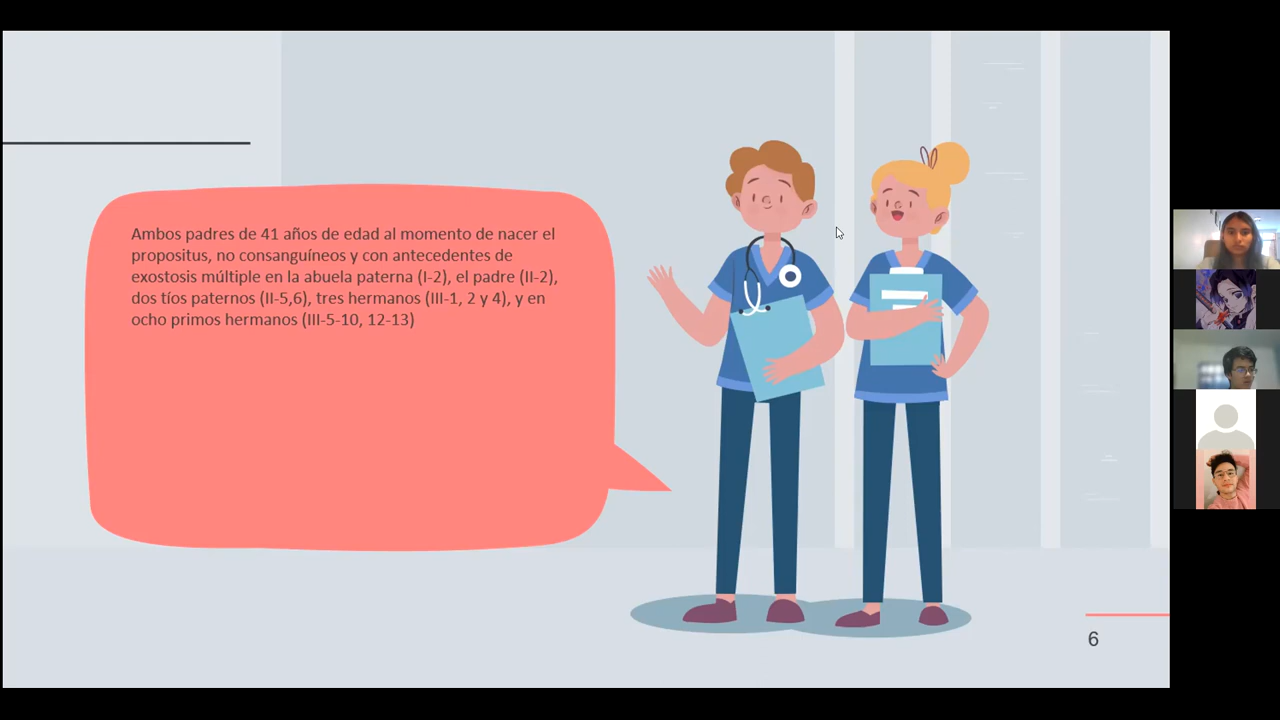 Ambos padres de 41 años de edad al momento de nacer el
propositus, no consanguíneos y con antecedentes de
exostosis múltiple en la abuela paterna (I-2), el padre (II-2),
dos tíos paternos (II-5,6), tres hermanos (III-1, 2 y 4), y en
ocho primos hermanos (III-5-10, 12-13)
6